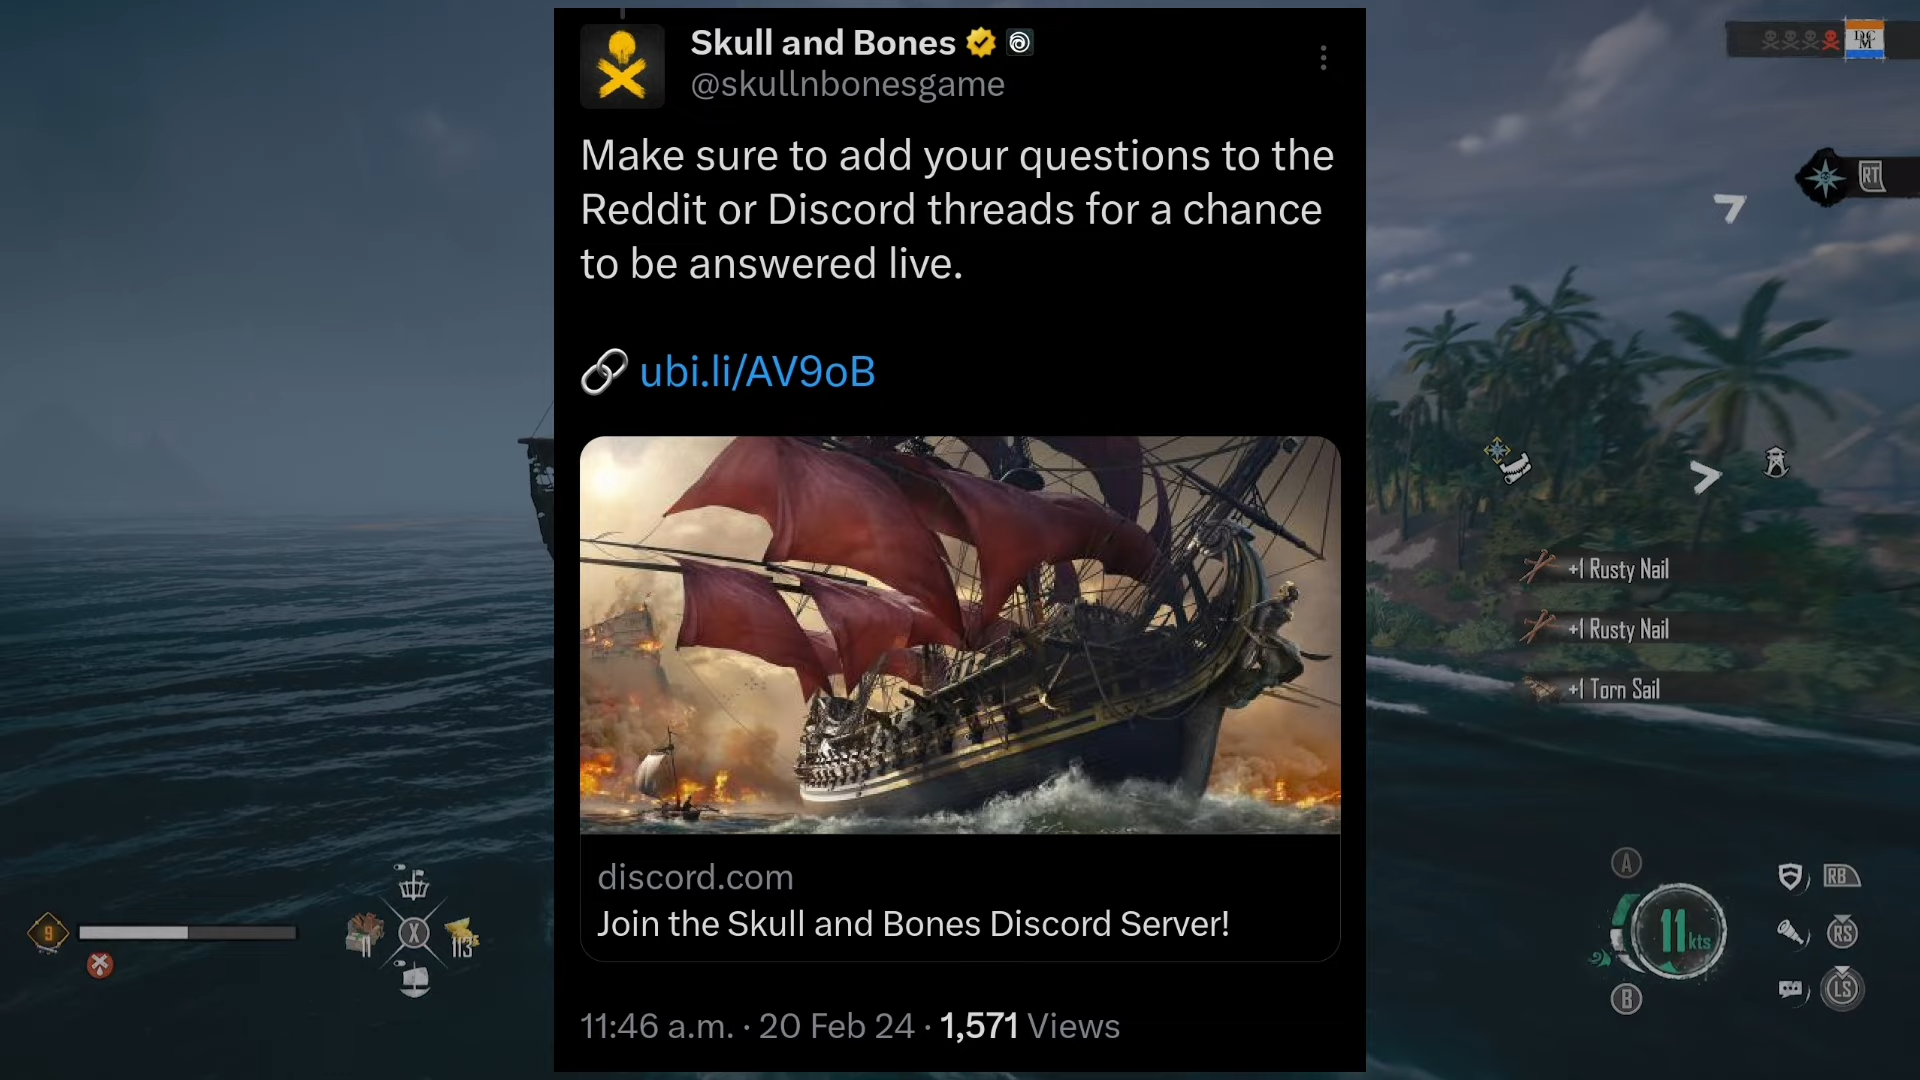 Skull and Bones
@skullnbonesgame
Make sure to add your questions to the
Reddit or Discord threads for a chance
to be answered live.
ubi.li/AV9oB
discord.com
Join the Skull and Bones Discord Server!
11:46 a.m. · 20 Feb 24 · 1,571 Views
DCM
RT
+1 Rusty Nail
+1 Rusty Nail
+1 Torn Sail
9
11
X
113
A
RB
11 kts
RS
LS
B